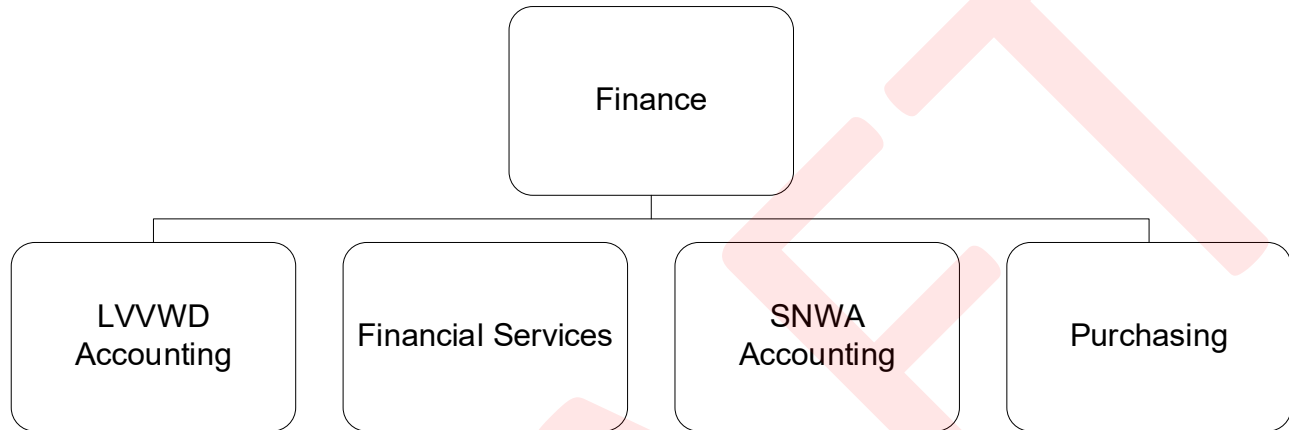 Finance
LVVWD
Accounting
Financial Services
SNWA
Accounting
Purchasing